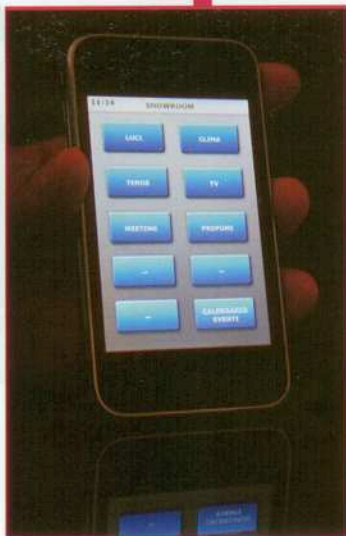 SHOWROOM
LUCI
CLIMA
TENDE
TV
MEETING
PROFUMI
CALENDARIO
EVENTI